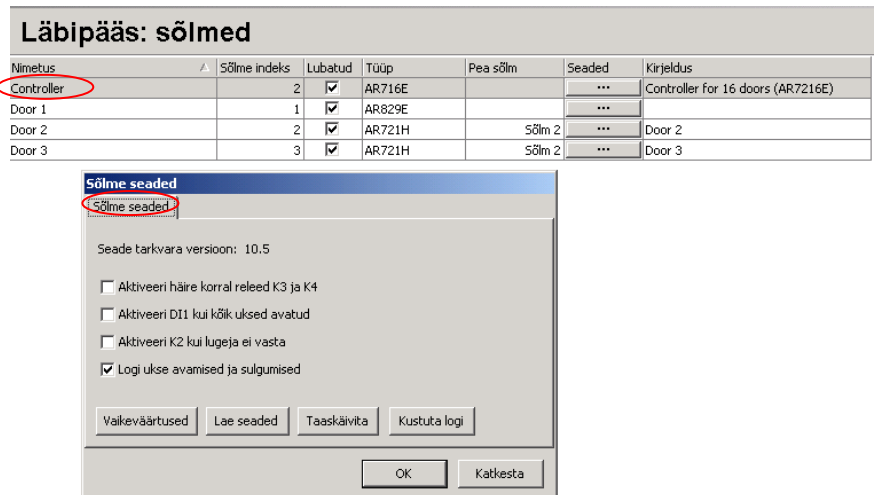 Läbipääs: sõlmed
Nimetus Sõlme indeks Lubatud Tüüp Pea sõlm Seaded Kirjeldus
Controller 2 AR716E ... Controller for 16 doors (AR7216E)
Door 1 1 AR829E ...
Door 2 2 AR721H Sõlm 2 ... Door 2
Door 3 3 AR721H Sõlm 2 ... Door 3
Sõlme seaded
Sõlme seaded
Seade tarkvara versioon: 10.5
Aktiveeri häire korral releed K3 ja K4
Aktiveeri DI1 kui kõik uksed avatud
Aktiveeri K2 kui lugeja ei vasta
Logi ukse avamised ja sulgumised
Vaikeväärtused Lae seaded Taaskäivita Kustuta logi
OK Katkesta